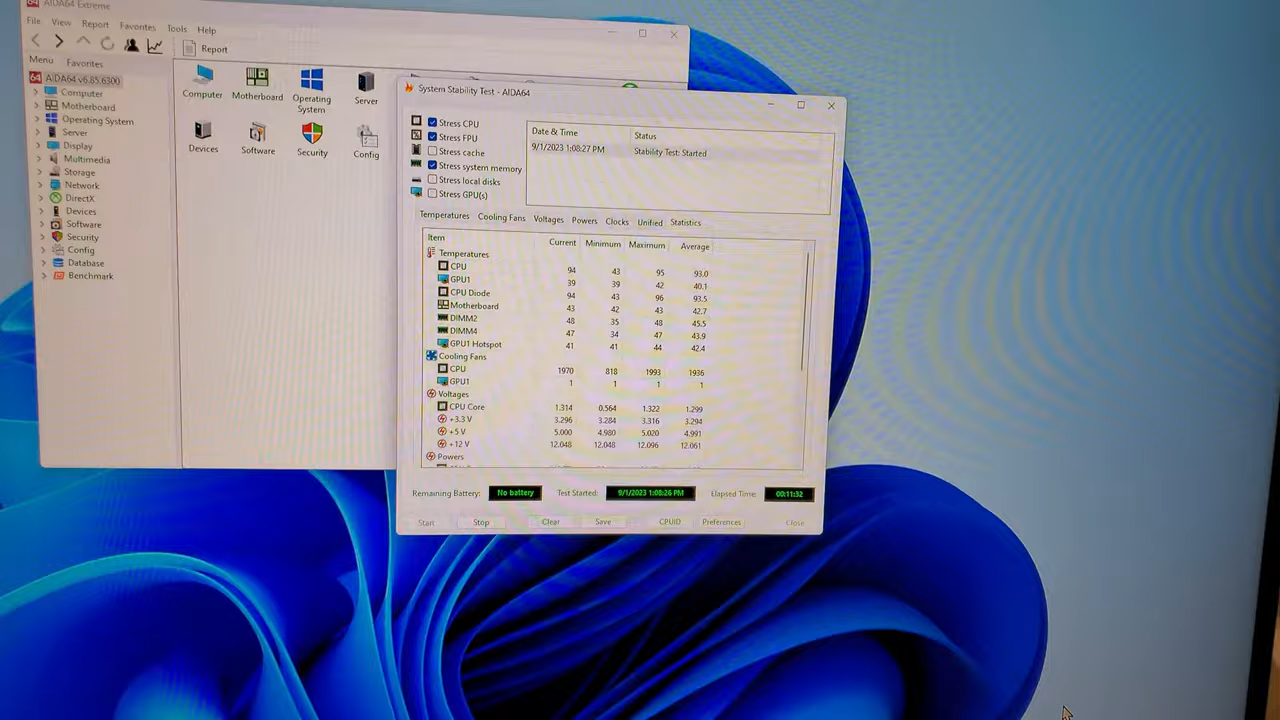 64 AIDA64 Extreme
File View Report Favorites Tools Help
Report
Menu Favorites
64 AIDA64 v6.85.6300
Computer
Motherboard
Operating System
Server
Display
Multimedia
Storage
Network
DirectX
Devices
Software
Security
Config
Database
Benchmark
Computer Motherboard Operating System Server
Devices Software Security Config
System Stability Test - AIDA64
Stress CPU
Stress FPU
Stress cache
Stress system memory
Stress local disks
Stress GPU(s)
Date & Time Status
9/1/2023 1:08:27 PM Stability Test: Started
Temperatures Cooling Fans Voltages Powers Clocks Unified Statistics
Item Current Minimum Maximum Average
Temperatures
CPU 94 43 95 93.0
GPU1 39 39 42 40.1
CPU Diode 94 43 96 93.5
Motherboard 43 42 43 42.7
DIMM2 48 35 48 45.5
DIMM4 47 34 47 43.9
GPU1 Hotspot 41 41 44 42.4
Cooling Fans
CPU 1970 818 1993 1936
GPU1 1 1 1 1
Voltages
CPU Core 1.314 0.564 1.322 1.299
+3.3 V 3.296 3.284 3.316 3.294
+5 V 5.000 4.980 5.020 4.991
+12 V 12.048 12.048 12.096 12.061
Powers
Remaining Battery: No battery Test Started: 9/1/2023 1:08:26 PM Elapsed Time: 00:11:32
Start Stop Clear Save CPUID Preferences Close